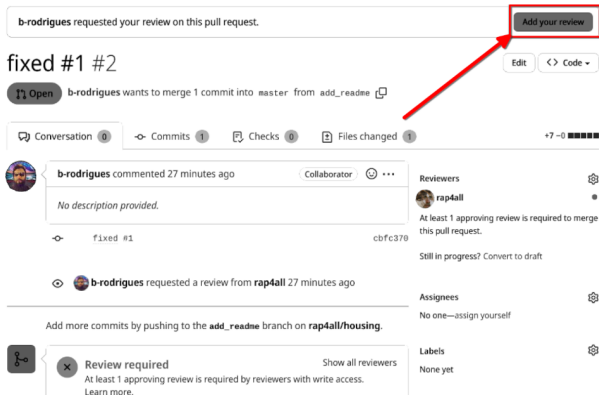 b-rodrigues requested your review on this pull request.
Add your review
fixed #1 #2
Edit
<> Code
Open
b-rodrigues wants to merge 1 commit into master from add_readme
Conversation 0
Commits 1
Checks 0
Files changed 1
+7 −0
b-rodrigues commented 27 minutes ago
Collaborator
No description provided.
fixed #1
cbfc370
b-rodrigues requested a review from rap4all 27 minutes ago
Add more commits by pushing to the add_readme branch on rap4all/housing.
Review required
Show all reviewers
At least 1 approving review is required by reviewers with write access.
Learn more.
Reviewers
rap4all
At least 1 approving review is required to merge
this pull request.
Still in progress? Convert to draft
Assignees
No one—assign yourself
Labels
None yet